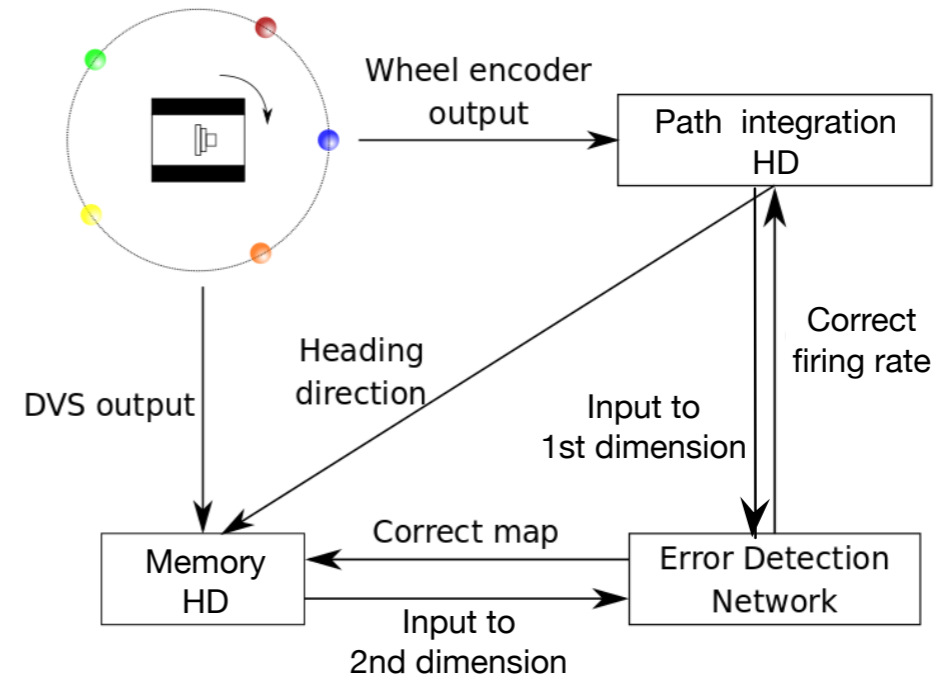 Wheel encoder
output
Path integration
HD
Correct
firing rate
Heading
direction
DVS output
Input to
1st dimension
Correct map
Memory
HD
Error Detection
Network
Input to
2nd dimension